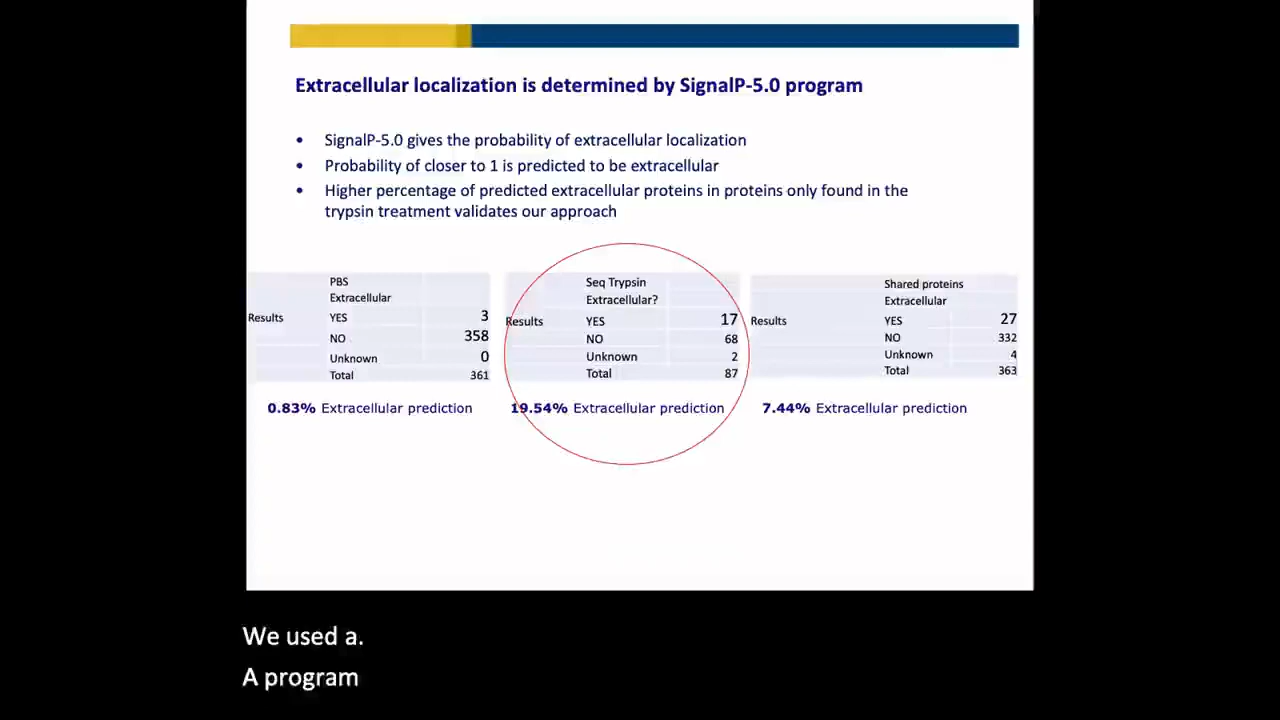 Extracellular localization is determined by SignalP-5.0 program
• SignalP-5.0 gives the probability of extracellular localization
• Probability of closer to 1 is predicted to be extracellular
• Higher percentage of predicted extracellular proteins in proteins only found in the
trypsin treatment validates our approach
PBS
Extracellular
Results YES 3
NO 358
Unknown 0
Total 361
0.83% Extracellular prediction
Seq Trypsin
Extracellular?
Results YES 17
NO 68
Unknown 2
Total 87
19.54% Extracellular prediction
Shared proteins
Extracellular
Results YES 27
NO 332
Unknown 4
Total 363
7.44% Extracellular prediction
We used a.
A program